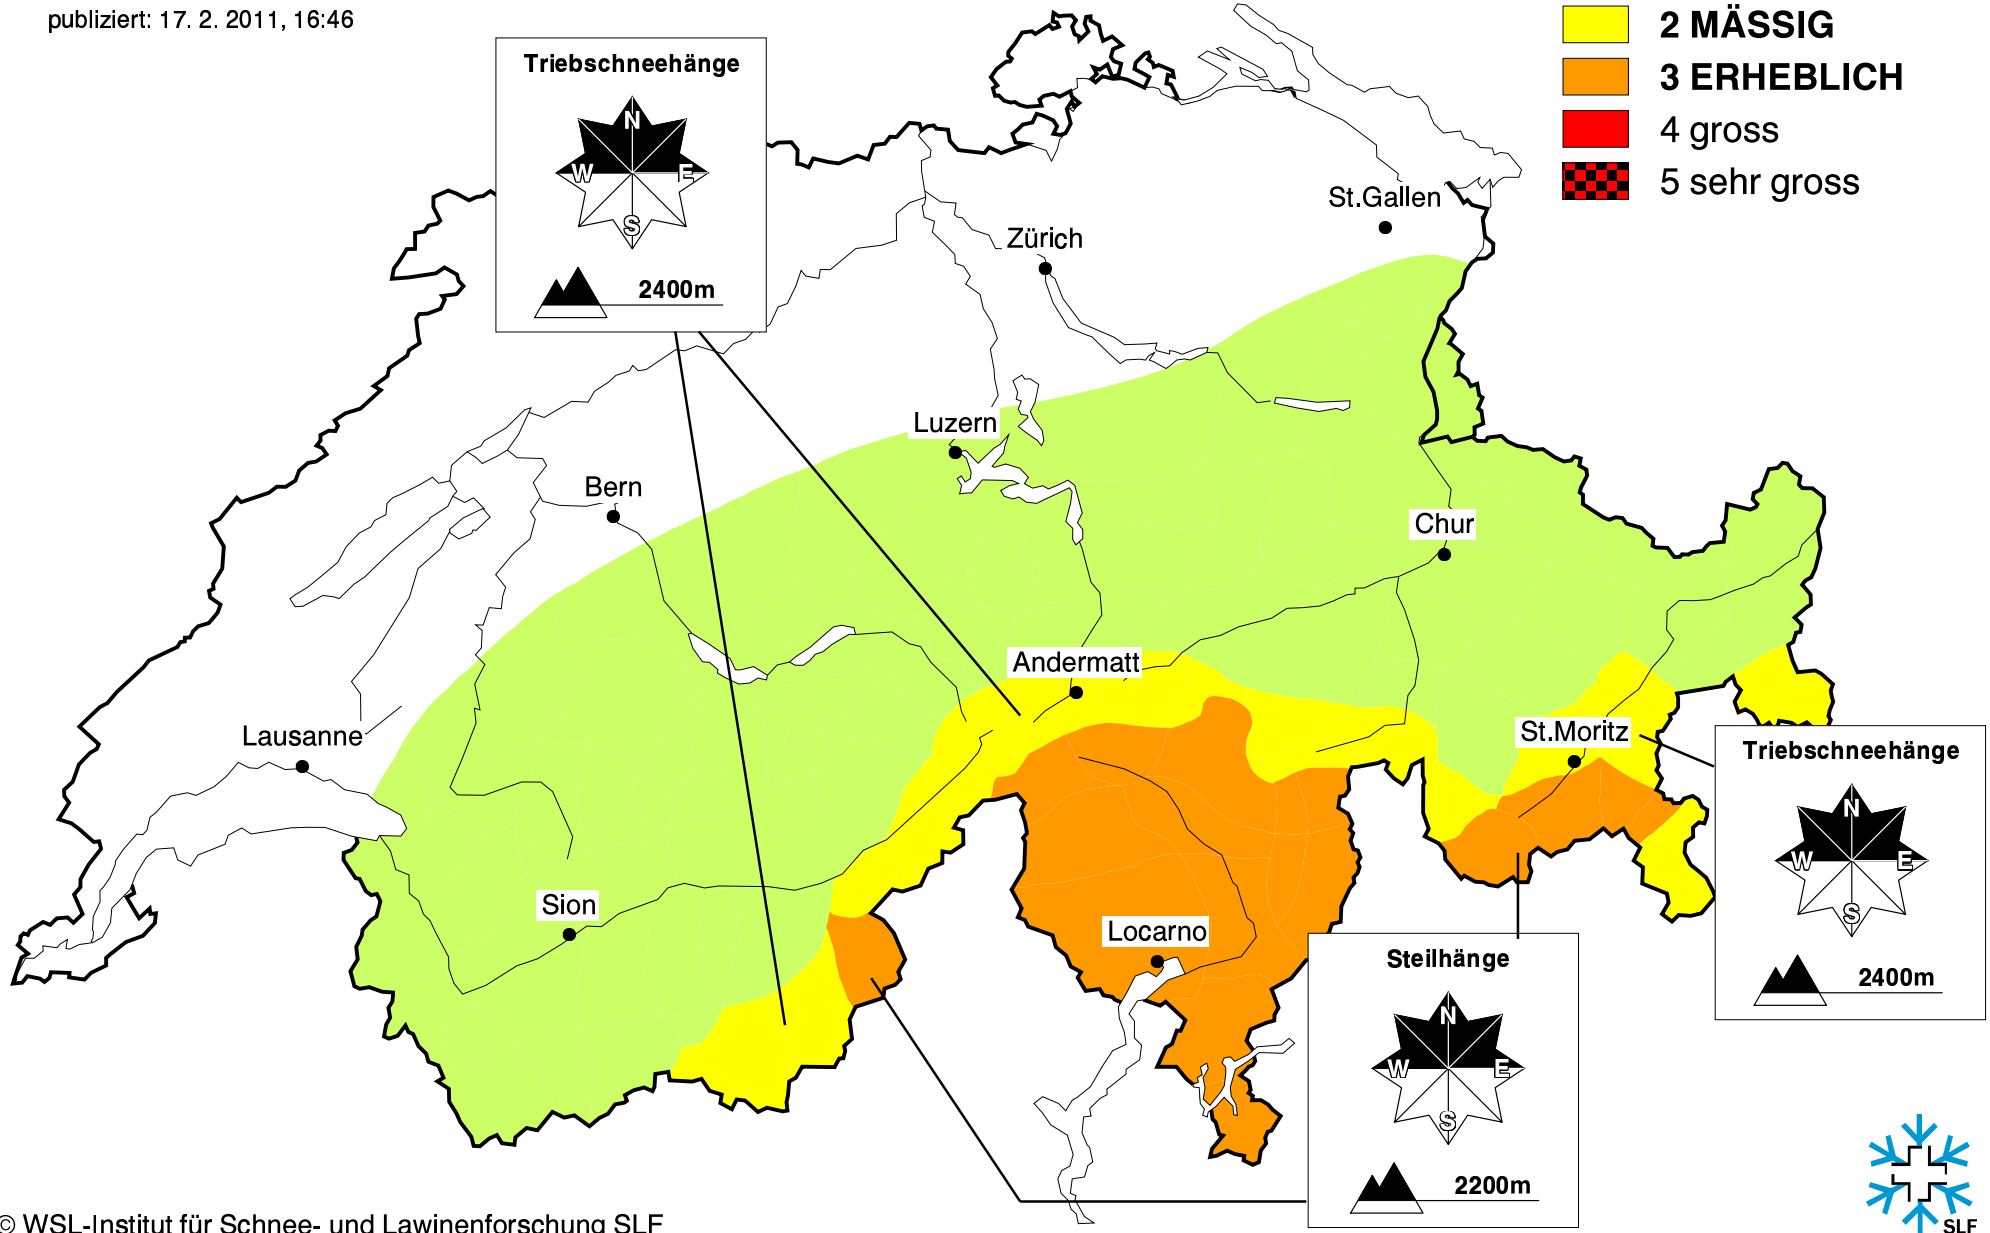 publiziert: 17. 2. 2011, 16:46
2 MÄSSIG
3 ERHEBLICH
4 gross
5 sehr gross
Triebschneehänge
N
W E
S
2400m
St.Gallen
Zürich
Luzern
Bern
Chur
Andermatt
Lausanne
St.Moritz
Triebschneehänge
N
W E
S
2400m
Sion
Locarno
Steilhänge
N
W E
S
2200m
© WSL-Institut für Schnee- und Lawinenforschung SLF
SLF